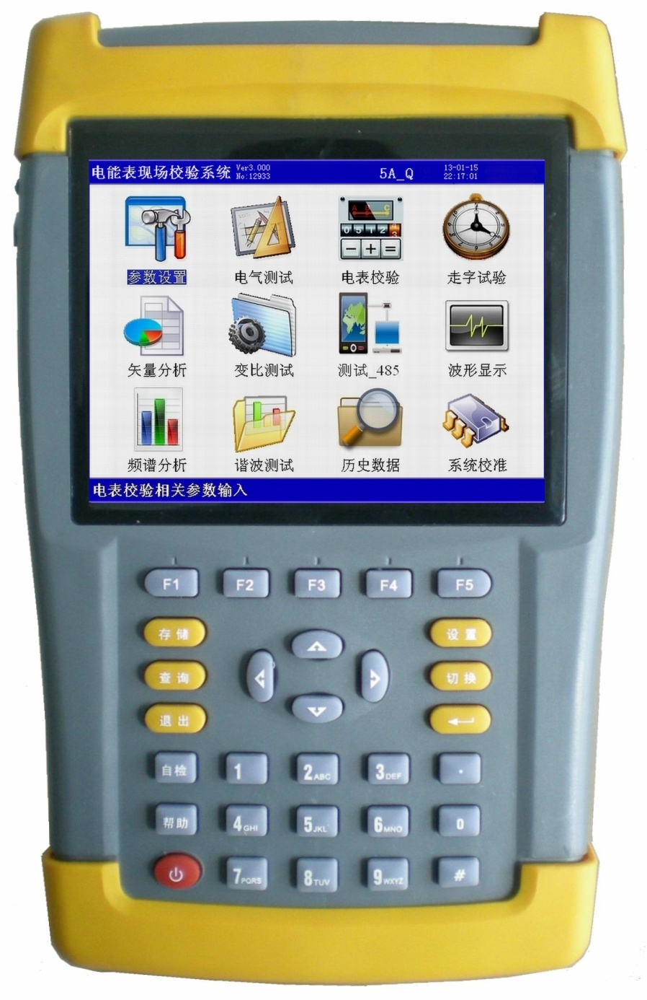 电能表现场校验系统 Ver3.000 No:12933 5A_Q 13-01-15 22:17:01
参数设置 电气测试 电表校验 走字试验
矢量分析 变比测试 测试_485 波形显示
频谱分析 谐波测试 历史数据 系统校准
电表校验相关参数输入
F1 F2 F3 F4 F5
存储 设置
查询 切换
退出
自检 1 2ABC 3DEF .
帮助 4GHI 5JKL 6MNO 0
7PQRS 8TUV 9WXYZ #